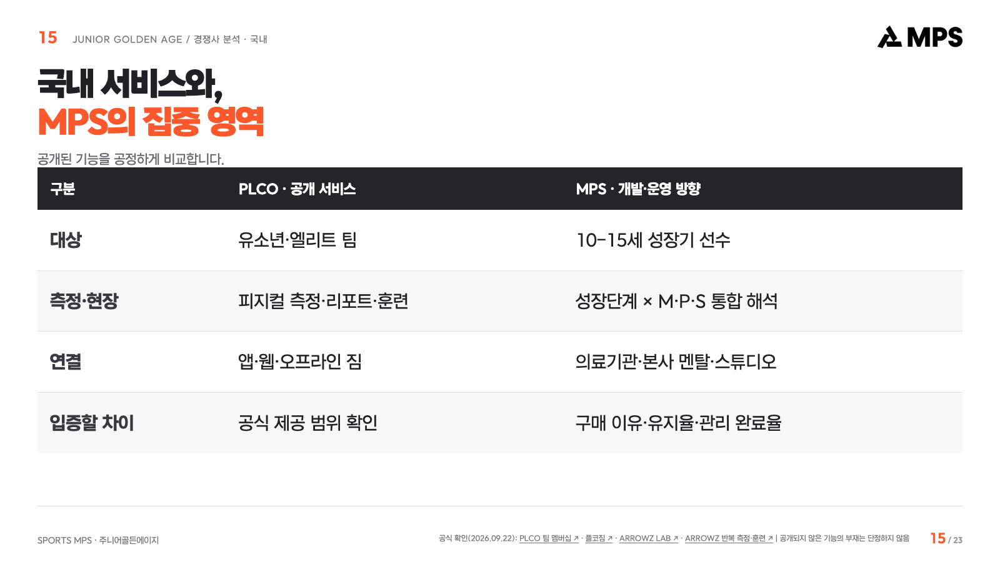 15 JUNIOR GOLDEN AGE / 경쟁사 분석 · 국내
MPS
국내 서비스와,
MPS의 집중 영역
공개된 기능을 공정하게 비교합니다.
구분 PLCO · 공개 서비스 MPS · 개발·운영 방향
대상 유소년·엘리트 팀 10–15세 성장기 선수
측정·현장 피지컬 측정·리포트·훈련 성장단계 × M·P·S 통합 해석
연결 앱·웹·오프라인 짐 의료기관·본사 멘탈·스튜디오
입증할 차이 공식 제공 범위 확인 구매 이유·유지율·관리 완료율
SPORTS MPS · 주니어골든에이지
공식 확인(2026.09.22): PLCO 팀 멤버십 ↗ · 플코짐 ↗ · ARROWZ LAB ↗ · ARROWZ 반복 측정·훈련 ↗ | 공개되지 않은 기능의 부재는 단정하지 않음
15 / 23